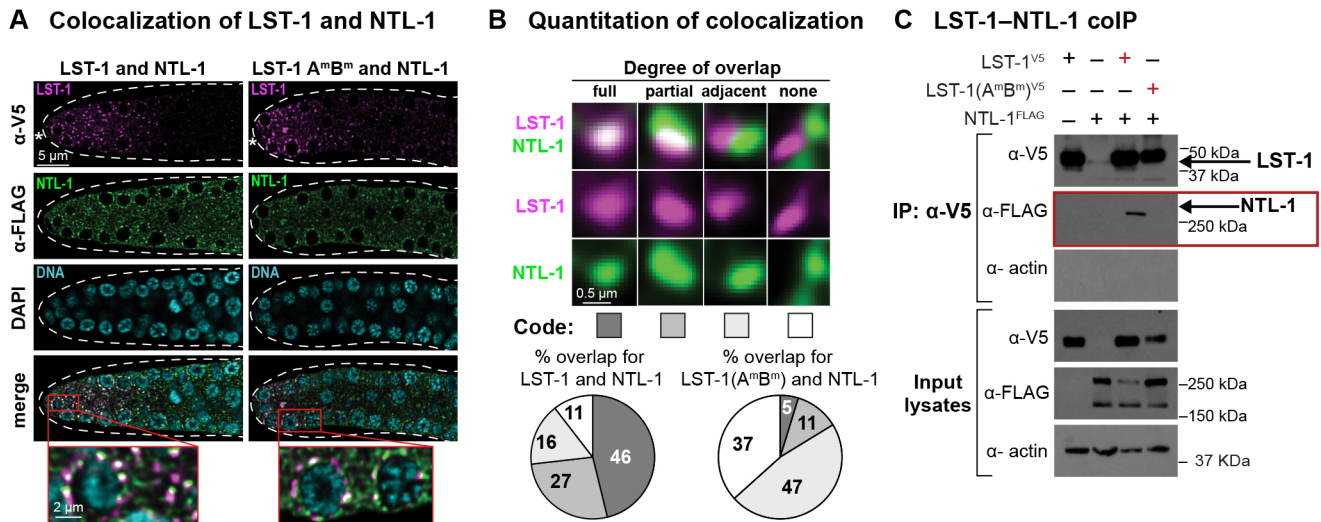 A Colocalization of LST-1 and NTL-1
LST-1 and NTL-1
LST-1 AᵐBᵐ and NTL-1
α-V5
LST-1
*
5 µm
LST-1
*
α-FLAG
NTL-1
NTL-1
DAPI
DNA
DNA
merge
2 µm
B Quantitation of colocalization
Degree of overlap
full partial adjacent none
LST-1
NTL-1
LST-1
NTL-1
0.5 µm
Code:
% overlap for
LST-1 and NTL-1
11
16
46
27
% overlap for
LST-1(AᵐBᵐ) and NTL-1
5
11
37
47
C LST-1–NTL-1 coIP
LST-1ⱽ⁵ + – + –
LST-1(AᵐBᵐ)ⱽ⁵ – – – +
NTL-1ᶠᴸᴬᴳ – + + +
IP: α-V5
α-V5
50 kDa
LST-1
37 kDa
α-FLAG
NTL-1
250 kDa
α- actin
Input
lysates
α-V5
α-FLAG
250 kDa
150 kDa
α- actin
37 KDa